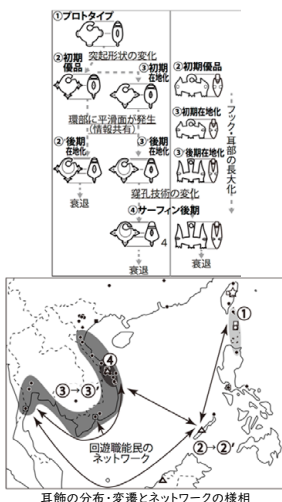 ①プロトタイプ
突起形状の変化
②初期
優品
③初期
在地化
②初期優品
環部に平滑面が発生
(情報共有)
③初期在地化
②'後期
在地化
③'後期
在地化
③'後期在地化
フック・耳部の長大化
穿孔技術の変化
衰退
④サーフィン後期
4
衰退
衰退
①
④
③→③'
②→②'
回遊職能民の
ネットワーク
耳飾の分布・変遷とネットワークの様相